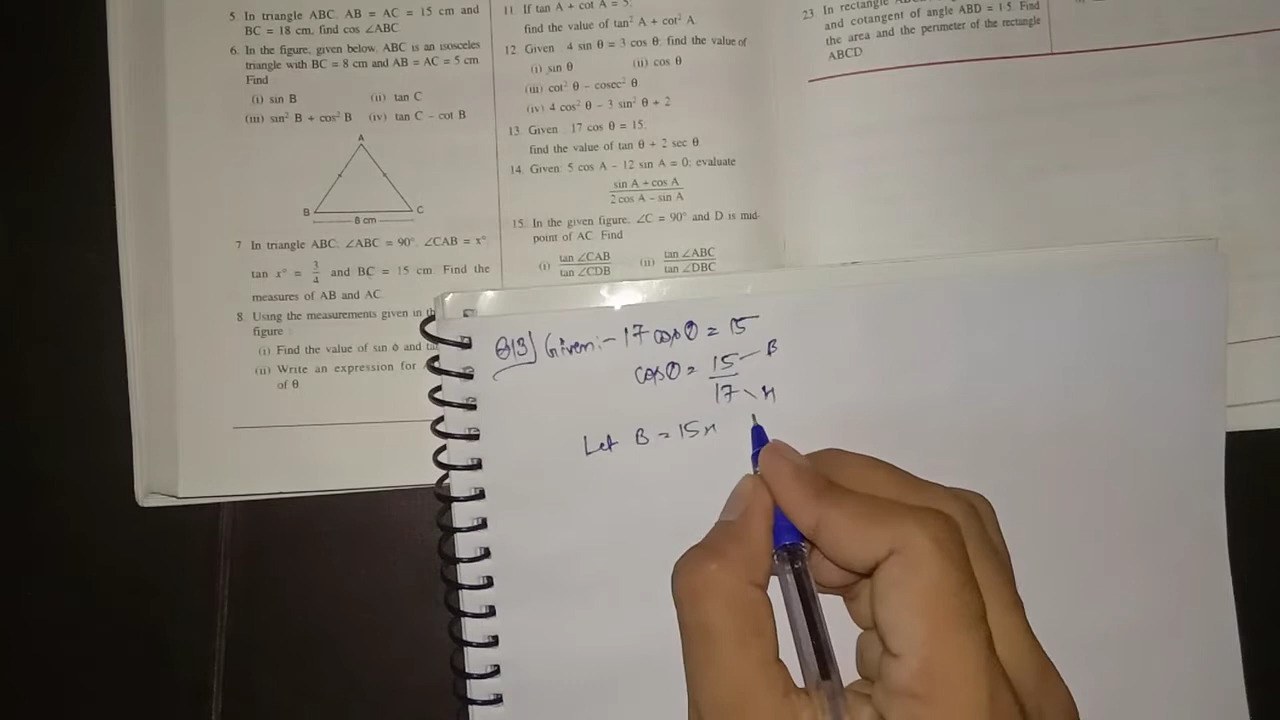 5. In triangle ABC, AB = AC = 15 cm and
BC = 18 cm, find cos ∠ABC
6. In the figure, given below, ABC is an isosceles
triangle with BC = 8 cm and AB = AC = 5 cm
Find
(i) sin B (ii) tan C
(iii) sin² B + cos² B (iv) tan C - cot B
A
B C
8 cm
7 In triangle ABC; ∠ABC = 90°, ∠CAB = x°
tan x° = 3/4 and BC = 15 cm. Find the
measures of AB and AC.
8. Using the measurements given in
figure
(i) Find the value of sin ϕ and
(ii) Write an expression for
of θ
11. If tan A + cot A = 5;
find the value of tan² A + cot² A.
12 Given : 4 sin θ = 3 cos θ; find the value of
(i) sin θ (ii) cos θ
(iii) cot² θ - cosec² θ
(iv) 4 cos² θ - 3 sin² θ + 2
13. Given : 17 cos θ = 15;
find the value of tan θ + 2 sec θ
14. Given: 5 cos A - 12 sin A = 0; evaluate
sin A + cos A
2 cos A - sin A
15. In the given figure, ∠C = 90° and D is mid-
point of AC. Find
(i) tan ∠CAB / tan ∠CDB (ii) tan ∠ABC / tan ∠DBC
23 In rectangle
and cotangent of angle ABD = 1.5. Find
the area and the perimeter of the rectangle
ABCD
Q13] Given:- 17 cosθ = 15
cosθ = 15/17 - B
Let B = 15x